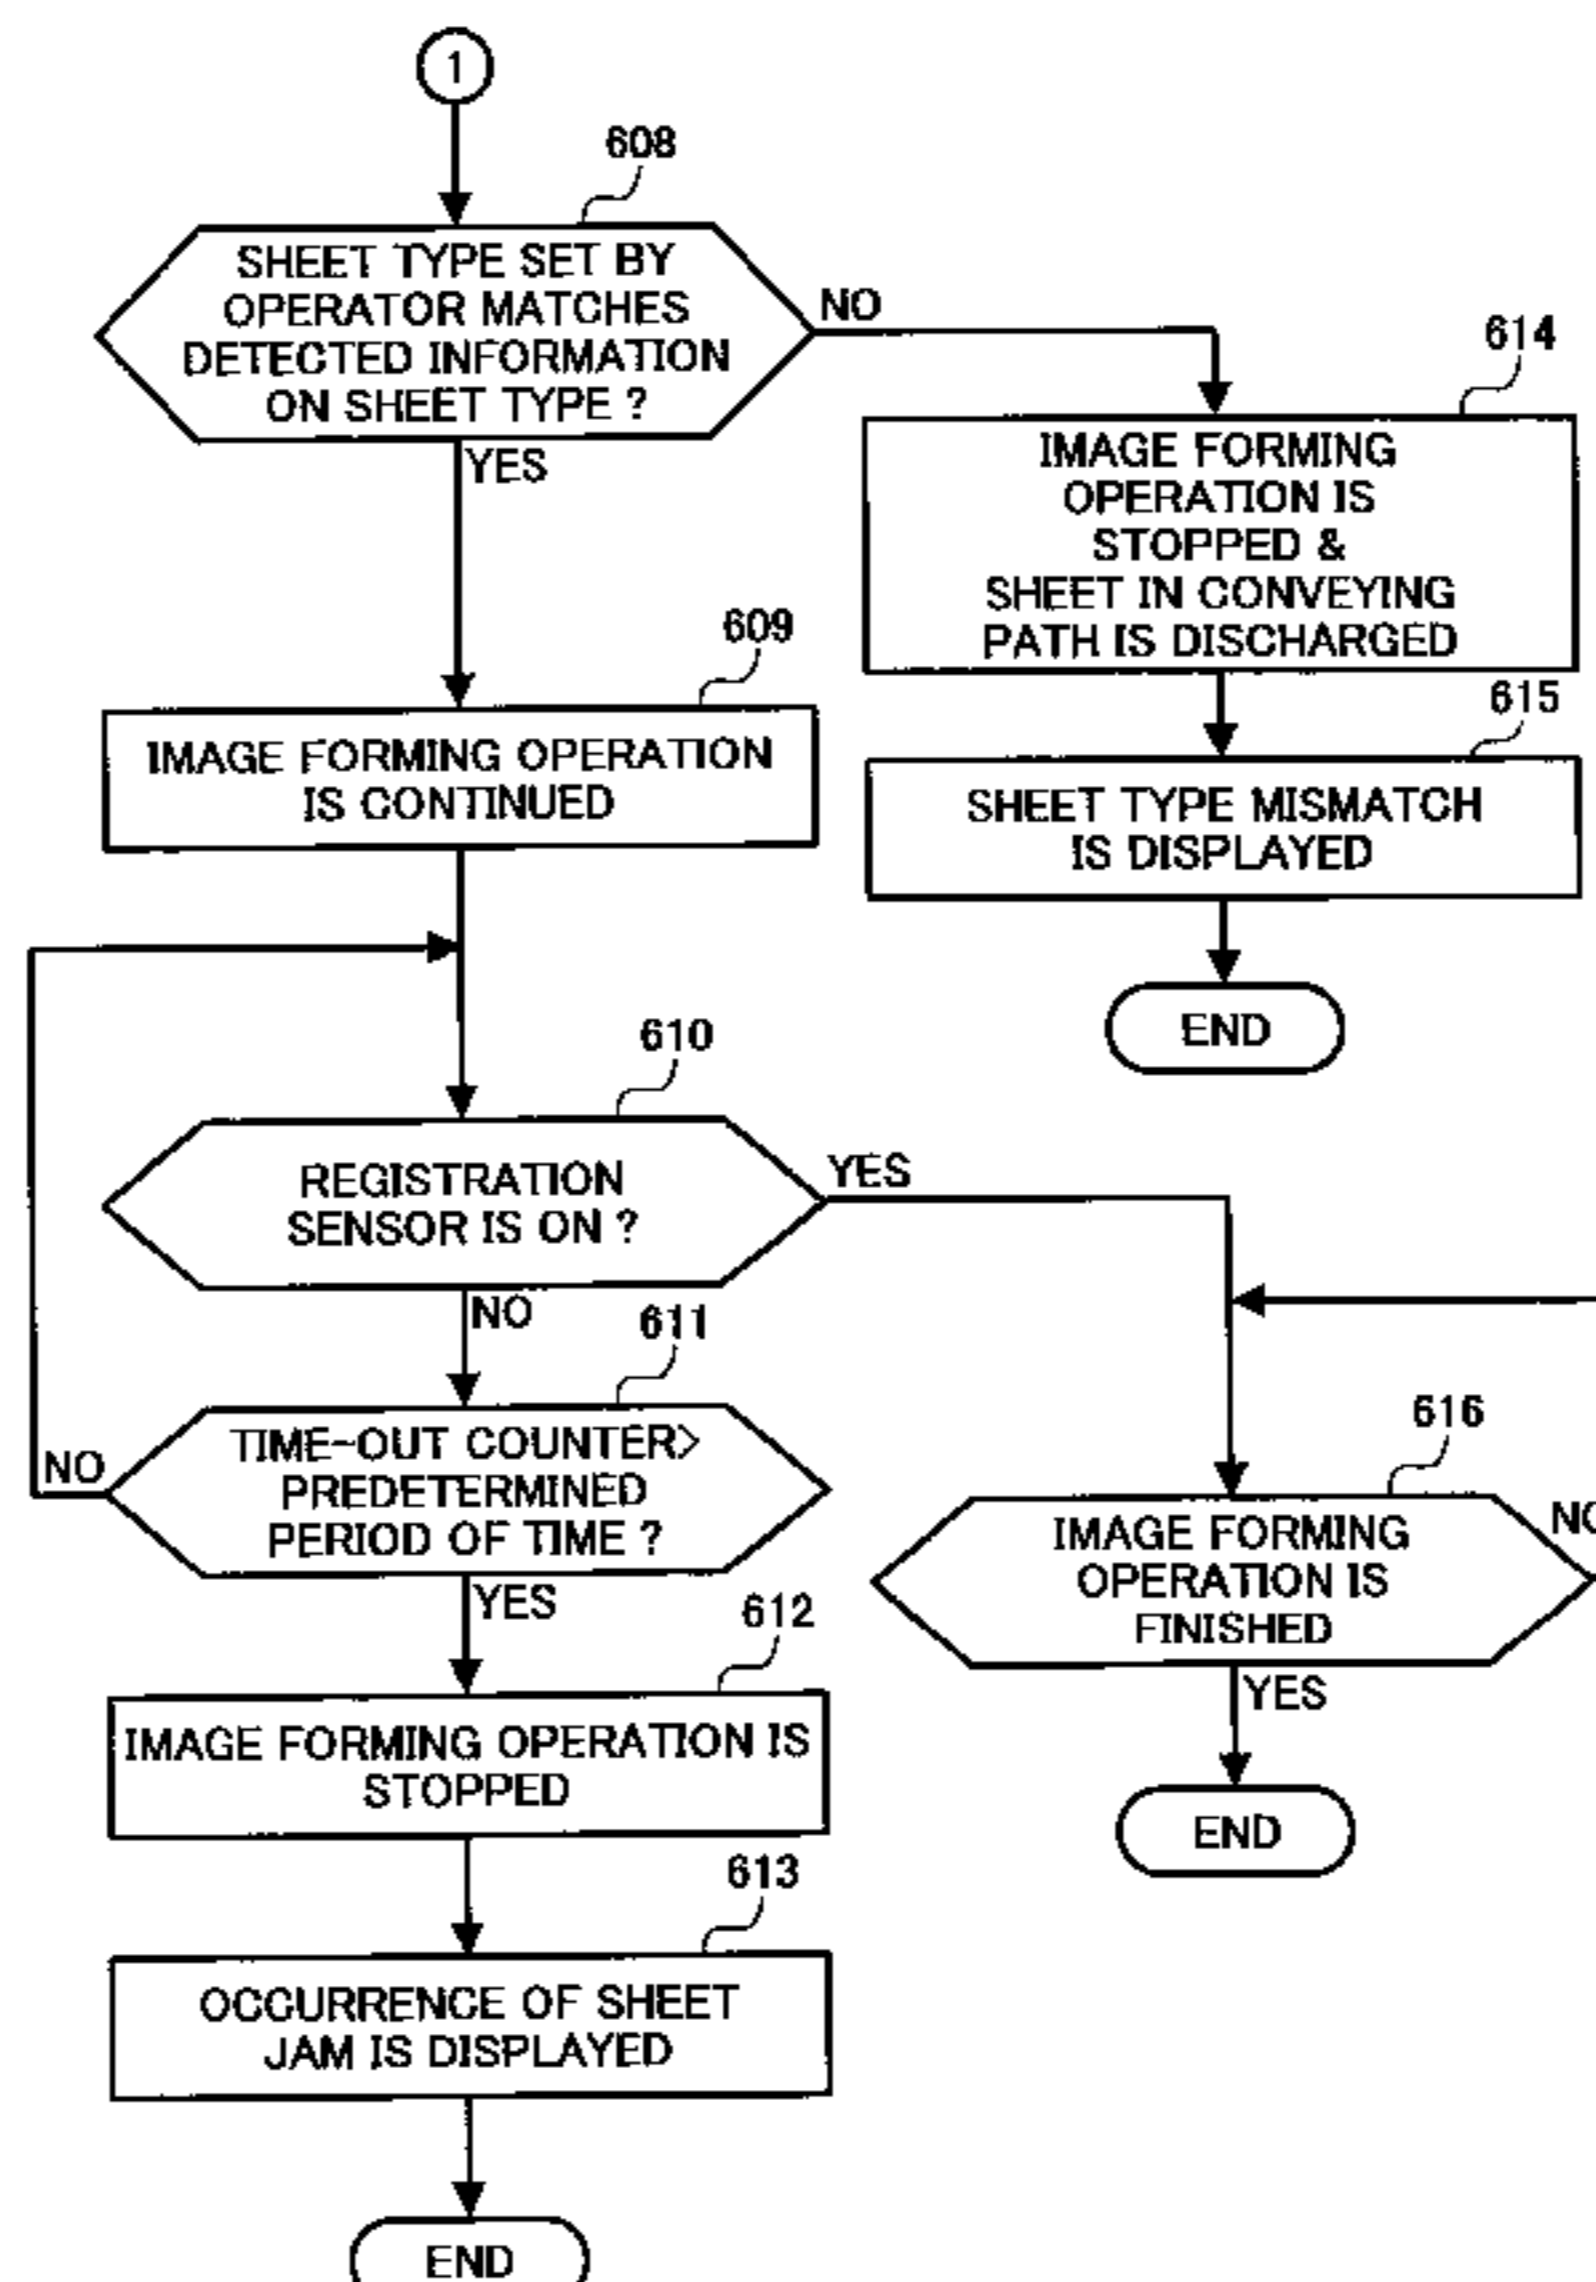 1
608
SHEET TYPE SET BY
OPERATOR MATCHES
DETECTED INFORMATION
ON SHEET TYPE ?
NO
YES
614
IMAGE FORMING
OPERATION IS
STOPPED &
SHEET IN CONVEYING
PATH IS DISCHARGED
609
IMAGE FORMING OPERATION
IS CONTINUED
615
SHEET TYPE MISMATCH
IS DISPLAYED
END
610
REGISTRATION
SENSOR IS ON ?
YES
NO
611
TIME-OUT COUNTER>
PREDETERMINED
PERIOD OF TIME ?
NO
YES
616
IMAGE FORMING
OPERATION IS
FINISHED
NO
YES
END
612
IMAGE FORMING OPERATION IS
STOPPED
613
OCCURRENCE OF SHEET
JAM IS DISPLAYED
END